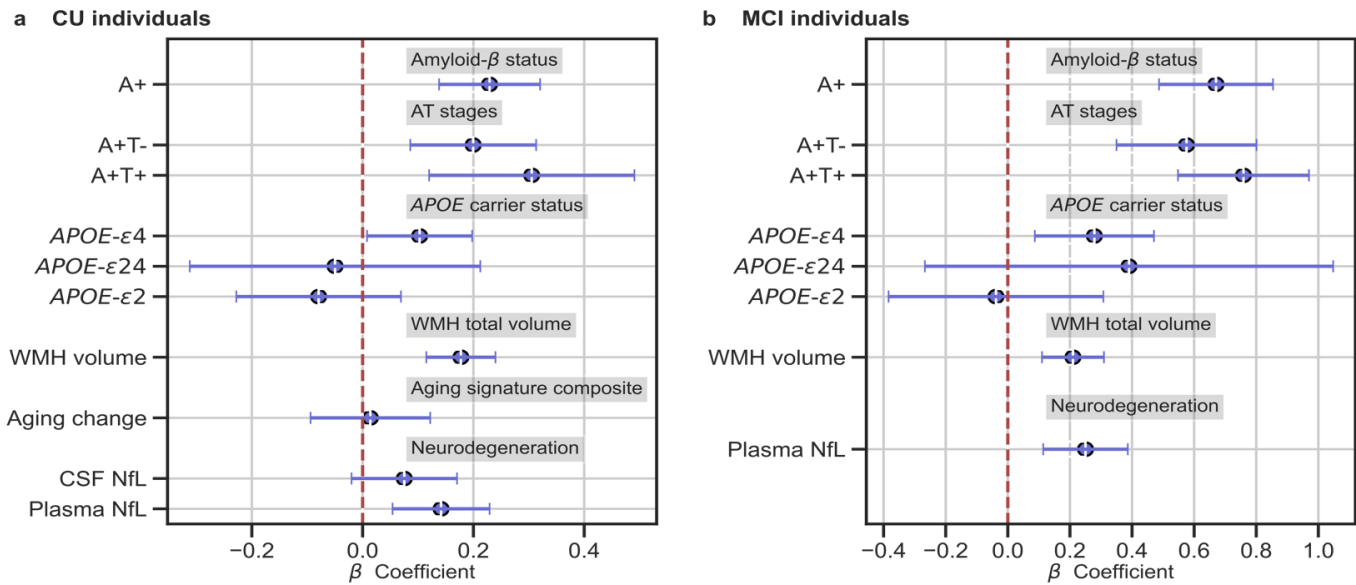 a CU individuals
Amyloid-β status
A+
AT stages
A+T-
A+T+
APOE carrier status
APOE-ε4
APOE-ε24
APOE-ε2
WMH total volume
WMH volume
Aging signature composite
Aging change
Neurodegeneration
CSF NfL
Plasma NfL
−0.2 0.0 0.2 0.4
β Coefficient
b MCI individuals
Amyloid-β status
A+
AT stages
A+T-
A+T+
APOE carrier status
APOE-ε4
APOE-ε24
APOE-ε2
WMH total volume
WMH volume
Neurodegeneration
Plasma NfL
−0.4 −0.2 0.0 0.2 0.4 0.6 0.8 1.0
β Coefficient